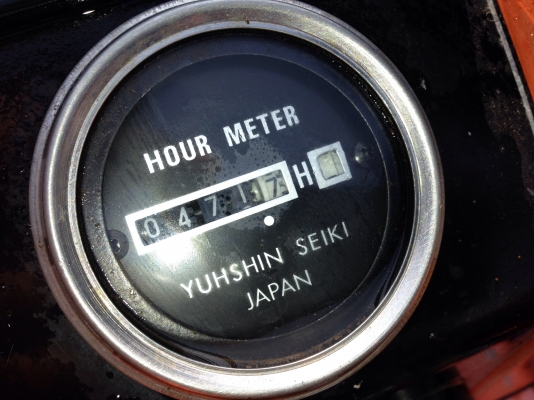 HOUR METER
04717 H
YUHSHIN SEIKI
JAPAN